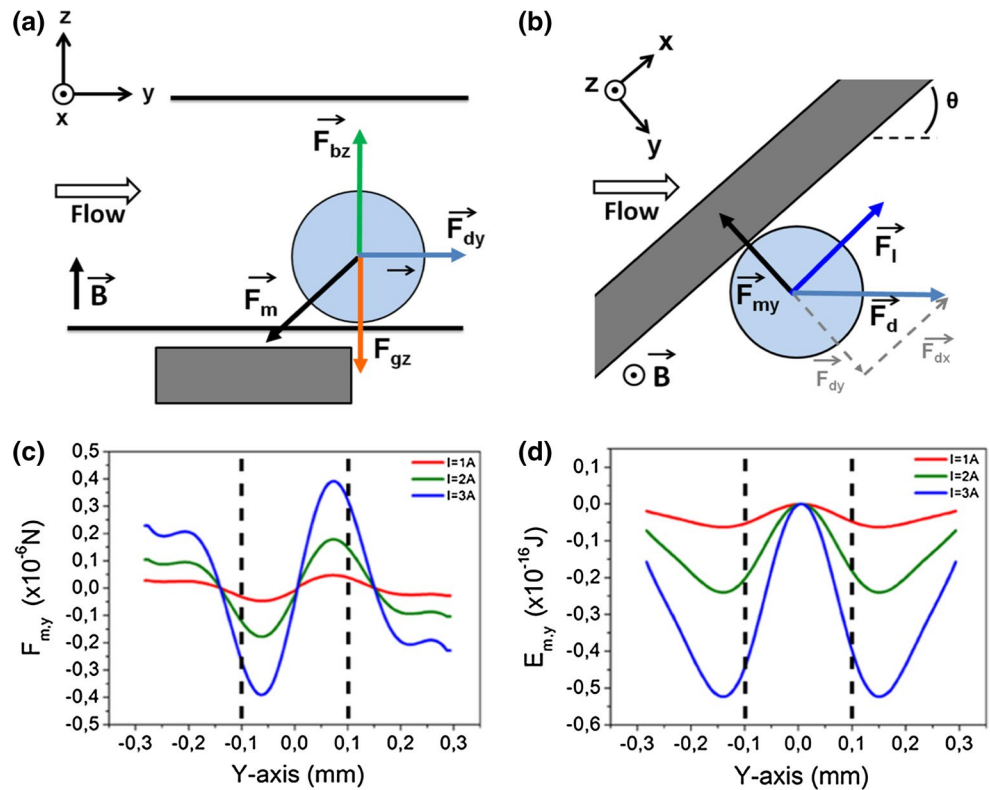 (a)
z
y
x
Flow
B
F_bz
F_dy
F_m
F_gz
(b)
x
z
y
θ
Flow
F_l
F_my
F_d
F_dy
F_dx
B
(c)
I=1A
I=2A
I=3A
0,5
0,4
0,3
0,2
0,1
0,0
-0,1
-0,2
-0,3
-0,4
-0,5
F_m,y (x10^-6 N)
-0,3 -0,2 -0,1 0,0 0,1 0,2 0,3
Y-axis (mm)
(d)
I=1A
I=2A
I=3A
0,1
0,0
-0,1
-0,2
-0,3
-0,4
-0,5
-0,6
E_m,y (x10^-16 J)
-0,3 -0,2 -0,1 0,0 0,1 0,2 0,3
Y-axis (mm)